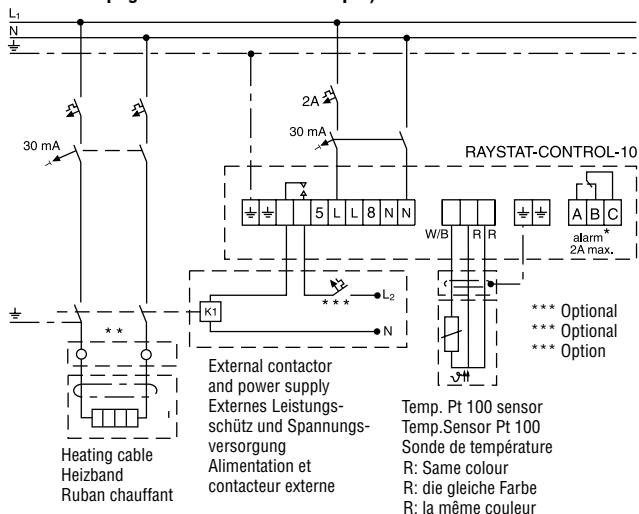 L1
N
2A
30 mA
30 mA
RAYSTAT-CONTROL-10
5 L L 8 N N
A B C
W/B R R
alarm*
2A max.
* * *
L2
K1
N
* *
*** Optional
*** Optional
*** Option
External contactor
and power supply
Externes Leistungs-
schütz und Spannungs-
versorgung
Alimentation et
contacteur externe
Heating cable
Heizband
Ruban chauffant
ϑ
Temp. Pt 100 sensor
Temp.Sensor Pt 100
Sonde de température
R: Same colour
R: die gleiche Farbe
R: la même couleur